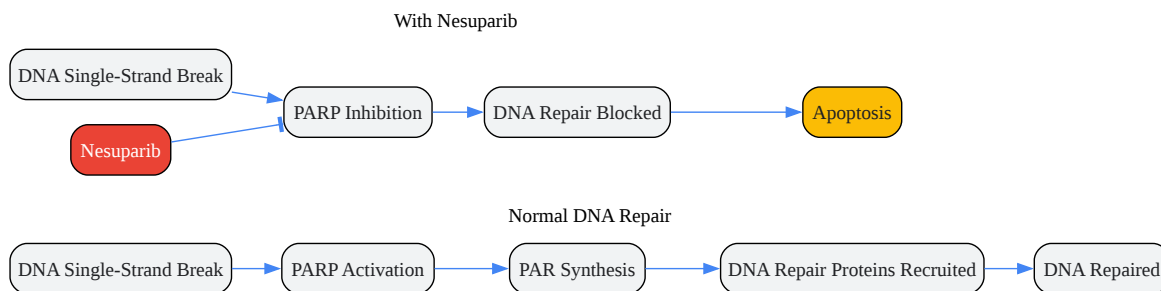 With Nesuparib
DNA Single-Strand Break
PARP Inhibition
DNA Repair Blocked
Apoptosis
Nesuparib
Normal DNA Repair
DNA Single-Strand Break
PARP Activation
PAR Synthesis
DNA Repair Proteins Recruited
DNA Repaired